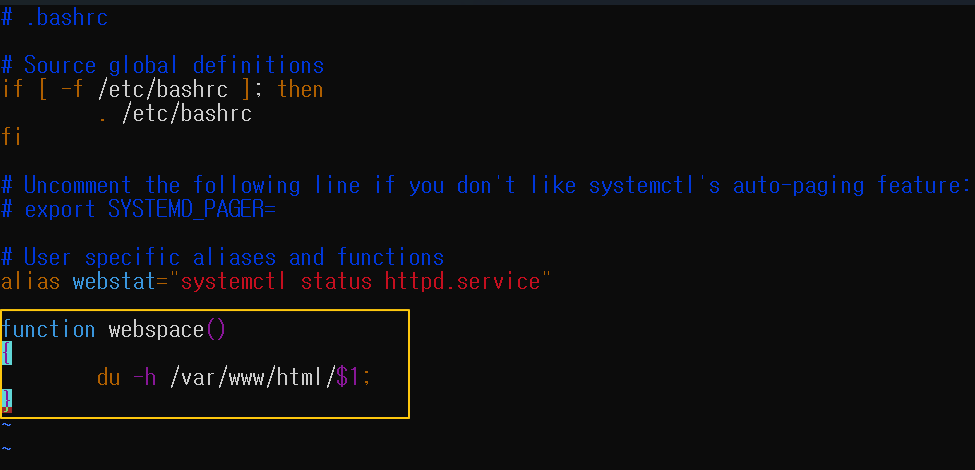 # .bashrc
# Source global definitions
if [ -f /etc/bashrc ]; then
        . /etc/bashrc
fi
# Uncomment the following line if you don't like systemctl's auto-paging feature:
# export SYSTEMD_PAGER=
# User specific aliases and functions
alias webstat="systemctl status httpd.service"
function webspace()
{
        du -h /var/www/html/$1;
}
~
~